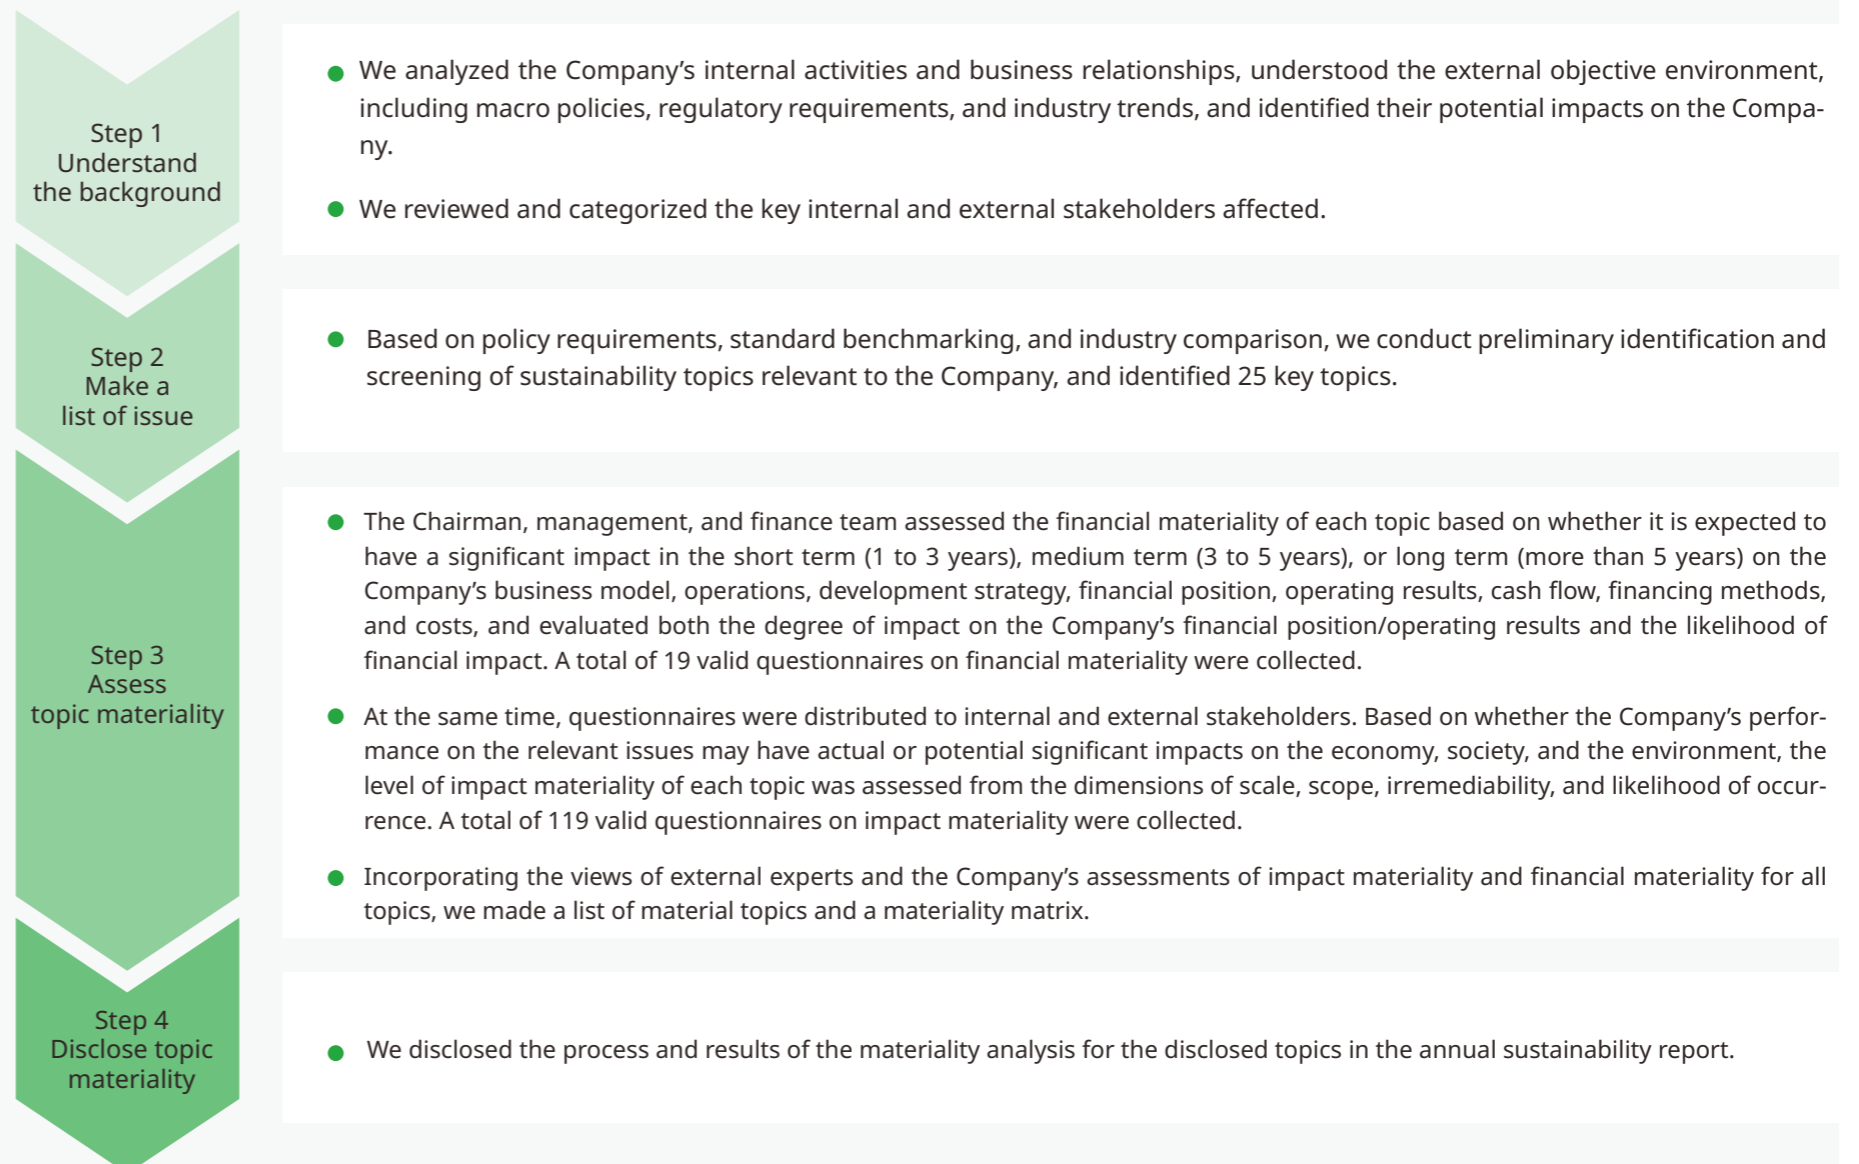 Step 1
Understand
the background
We analyzed the Company’s internal activities and business relationships, understood the external objective environment,
including macro policies, regulatory requirements, and industry trends, and identified their potential impacts on the Compa-
ny.
We reviewed and categorized the key internal and external stakeholders affected.
Step 2
Make a
list of issue
Based on policy requirements, standard benchmarking, and industry comparison, we conduct preliminary identification and
screening of sustainability topics relevant to the Company, and identified 25 key topics.
Step 3
Assess
topic materiality
The Chairman, management, and finance team assessed the financial materiality of each topic based on whether it is expected to
have a significant impact in the short term (1 to 3 years), medium term (3 to 5 years), or long term (more than 5 years) on the
Company’s business model, operations, development strategy, financial position, operating results, cash flow, financing methods,
and costs, and evaluated both the degree of impact on the Company’s financial position/operating results and the likelihood of
financial impact. A total of 19 valid questionnaires on financial materiality were collected.
At the same time, questionnaires were distributed to internal and external stakeholders. Based on whether the Company’s perfor-
mance on the relevant issues may have actual or potential significant impacts on the economy, society, and the environment, the
level of impact materiality of each topic was assessed from the dimensions of scale, scope, irremediability, and likelihood of occur-
rence. A total of 119 valid questionnaires on impact materiality were collected.
Incorporating the views of external experts and the Company’s assessments of impact materiality and financial materiality for all
topics, we made a list of material topics and a materiality matrix.
Step 4
Disclose topic
materiality
We disclosed the process and results of the materiality analysis for the disclosed topics in the annual sustainability report.